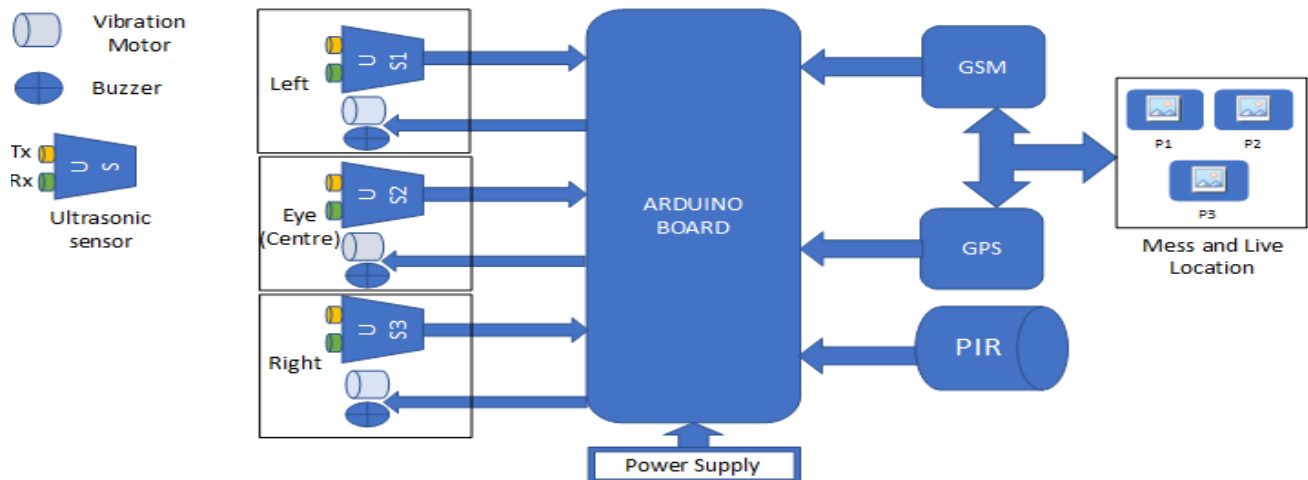 Vibration
Motor
Buzzer
Tx
Rx
U
S
Ultrasonic
sensor
Left
U
S1
Eye
(Centre)
U
S2
Right
U
S3
ARDUINO
BOARD
Power Supply
GSM
GPS
PIR
P1
P2
P3
Mess and Live
Location